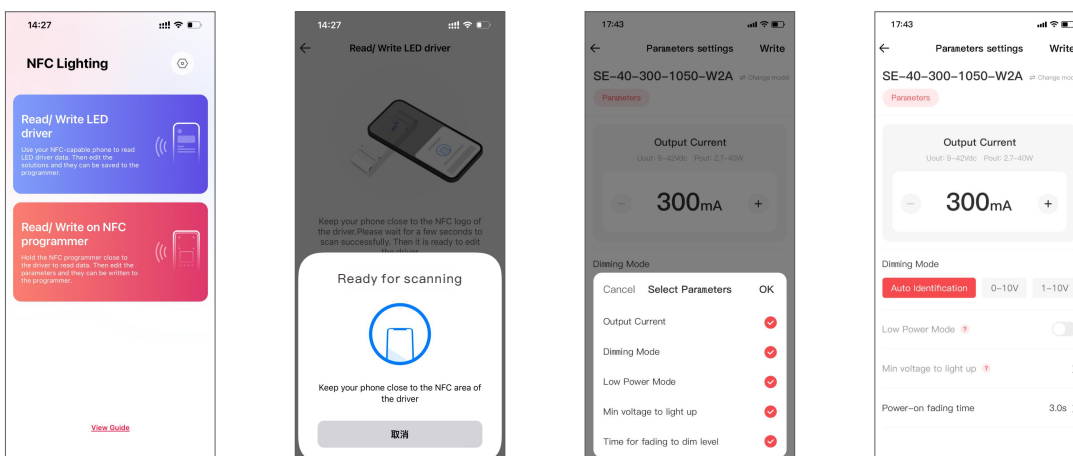 14:27
NFC Lighting
Read/ Write LED
driver
Use your NFC-capable phone to read
LED driver data. Then edit the
solutions and they can be saved to the
programmer.
Read/ Write on NFC
programmer
Hold the NFC programmer close to
the driver to read data. Then edit the
parameters and they can be written to
the programmer.
View Guide
14:27
Read/ Write LED driver
Keep your phone close to the NFC logo of
the driver.Please wait for a few seconds to
scan successfully. Then it is ready to edit
the driver
Ready for scanning
Keep your phone close to the NFC area of
the driver
取消
17:43
Parameters settings Write
SE-40-300-1050-W2A ⇌ Change model
Parameters
Output Current
Uout: 9-42Vdc Pout: 2.7-40W
300mA
Dimming Mode
Cancel Select Parameters OK
Output Current
Dimming Mode
Low Power Mode
Min voltage to light up
Time for fading to dim level
17:43
Parameters settings Write
SE-40-300-1050-W2A ⇌ Change mod
Parameters
Output Current
Uout: 9-42Vdc Pout: 2.7-40W
300mA
Dimming Mode
Auto Identification 0-10V 1-10V
Low Power Mode ?
Min voltage to light up ?
Power-on fading time 3.0s